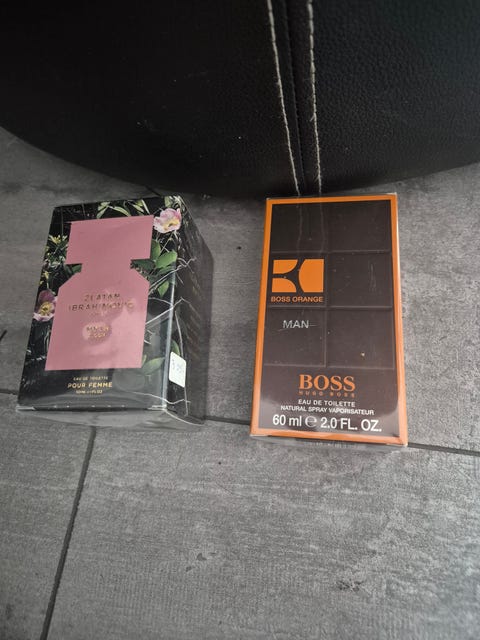 ZLATAN
IBRAHIMOVIĆ
EAU DE TOILETTE
POUR FEMME
BOSS ORANGE
MAN
BOSS
HUGO BOSS
EAU DE TOILETTE
NATURAL SPRAY VAPORISATEUR
60 ml ℮ 2.0 FL. OZ.